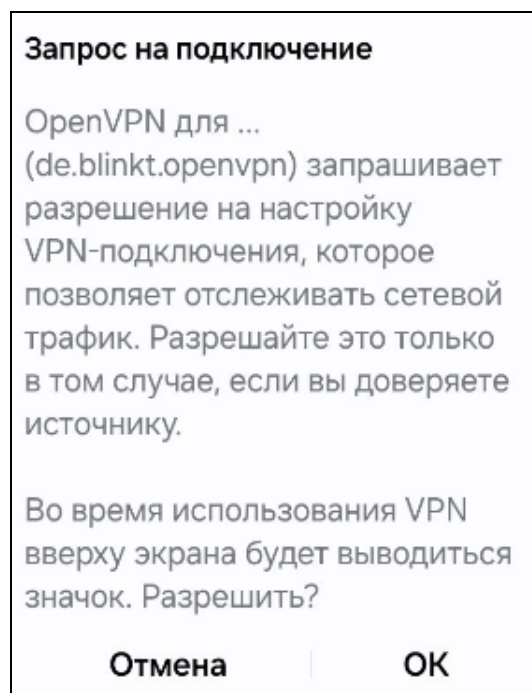 Запрос на подключение
OpenVPN для ...
(de.blinkt.openvpn) запрашивает
разрешение на настройку
VPN-подключения, которое
позволяет отслеживать сетевой
трафик. Разрешайте это только
в том случае, если вы доверяете
источнику.
Во время использования VPN
вверху экрана будет выводиться
значок. Разрешить?
Отмена ОК